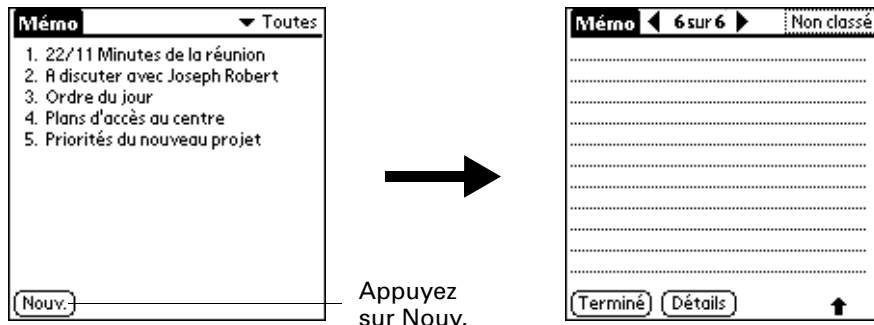 Mémo Toutes
1. 22/11 Minutes de la réunion
2. A discuter avec Joseph Robert
3. Ordre du jour
4. Plans d'accès au centre
5. Priorités du nouveau projet
Nouv.
Appuyez
sur Nouv.
Mémo 6 sur 6 Non classé
Terminé Détails